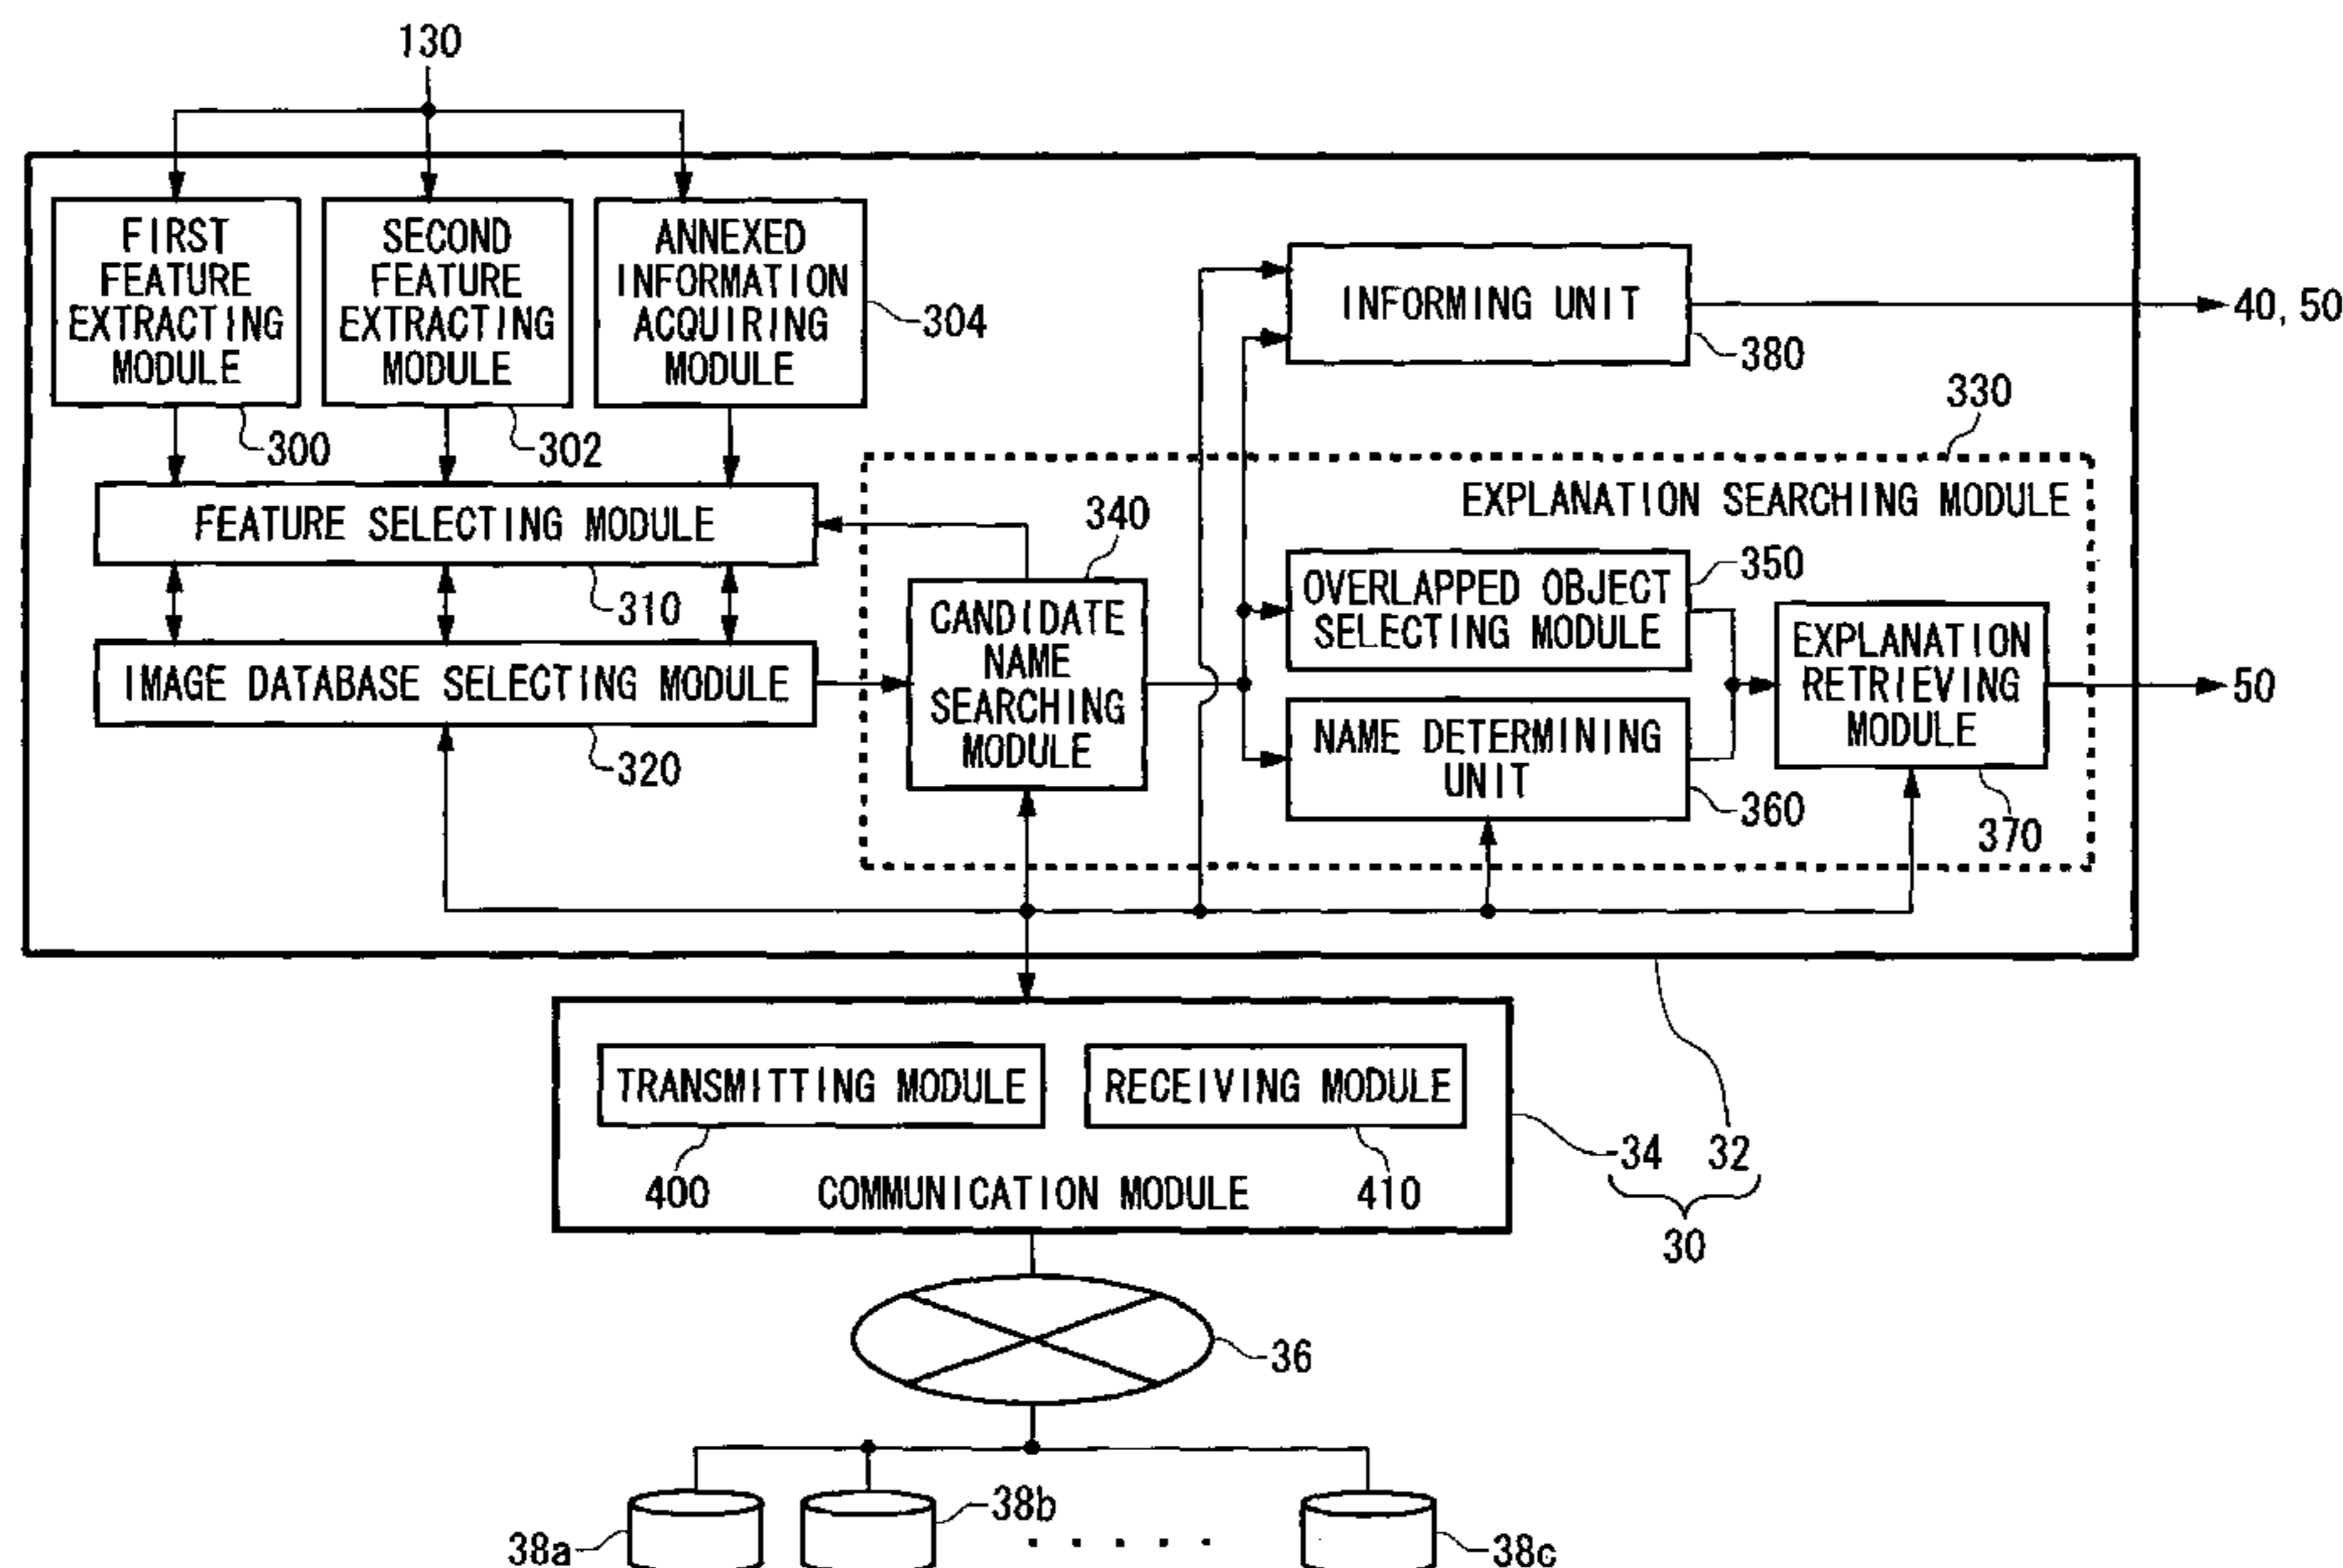 130
FIRST
FEATURE
EXTRACTING
MODULE
300
SECOND
FEATURE
EXTRACTING
MODULE
302
ANNEXED
INFORMATION
ACQUIRING
MODULE
304
INFORMING UNIT
380
40, 50
330
EXPLANATION SEARCHING MODULE
FEATURE SELECTING MODULE
310
IMAGE DATABASE SELECTING MODULE
320
340
CANDIDATE
NAME
SEARCHING
MODULE
OVERLAPPED OBJECT
SELECTING MODULE
350
NAME DETERMINING
UNIT
360
EXPLANATION
RETRIEVING
MODULE
370
50
TRANSMITTING MODULE
400
RECEIVING MODULE
410
COMMUNICATION MODULE
34
32
30
36
38a
38b
.....
38c